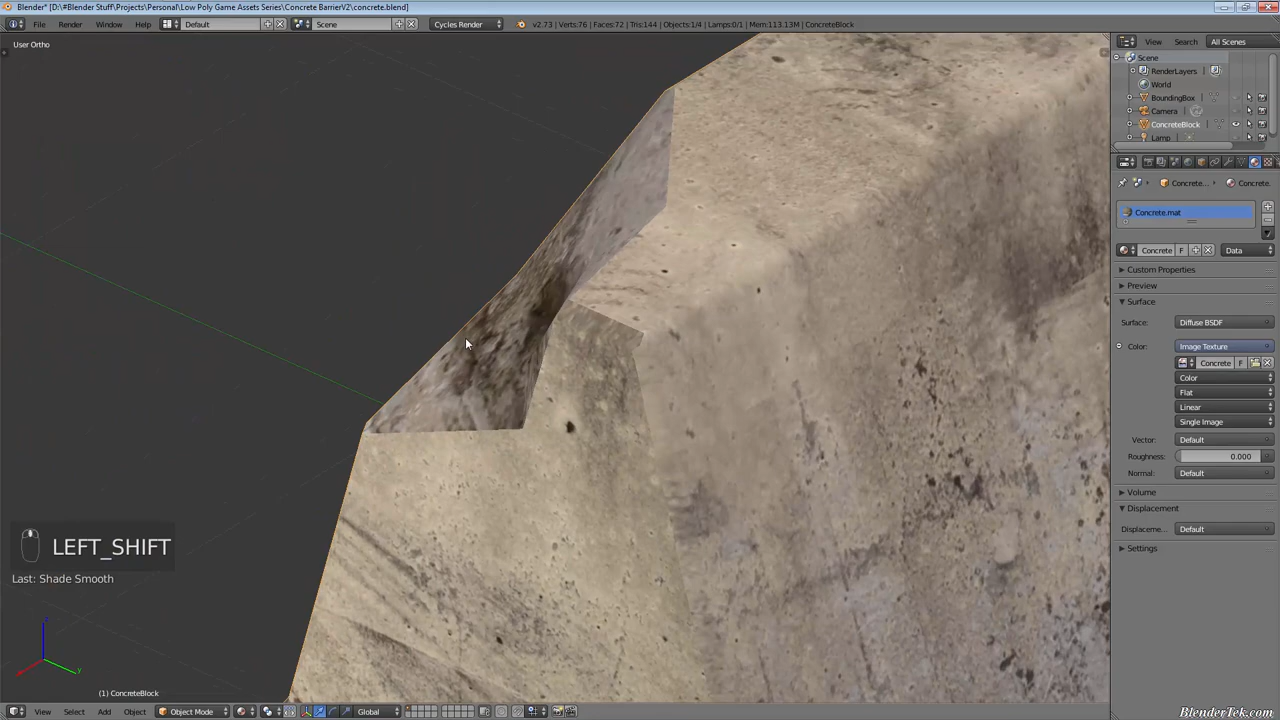 Blender* [D:\#Blender Stuff\Projects\Personal\Low Poly Game Assets Series\Concrete BarrierV2\concrete.blend]
File Render Window Help Default Scene Cycles Render v2.73 | Verts:76 | Faces:72 | Tris:144 | Objects:1/4 | Lamps:0/1 | Mem:113.13M | ConcreteBlock
View Search All Scenes
User Ortho
Scene
RenderLayers
World
BoundingBox
Camera
ConcreteBlock
Lamp
Concrete... Concrete.
Concrete.mat
Concrete F Data
Custom Properties
Preview
Surface
Surface: Diffuse BSDF
Color: Image Texture
Concrete F
Color
Flat
Linear
Single Image
Vector: Default
Roughness: 0.000
Normal: Default
Volume
Displacement
Displaceme... Default
Settings
LEFT_SHIFT
Last: Shade Smooth
z
y
x
(1) ConcreteBlock
View Select Add Object Object Mode Global
BlenderTek.com